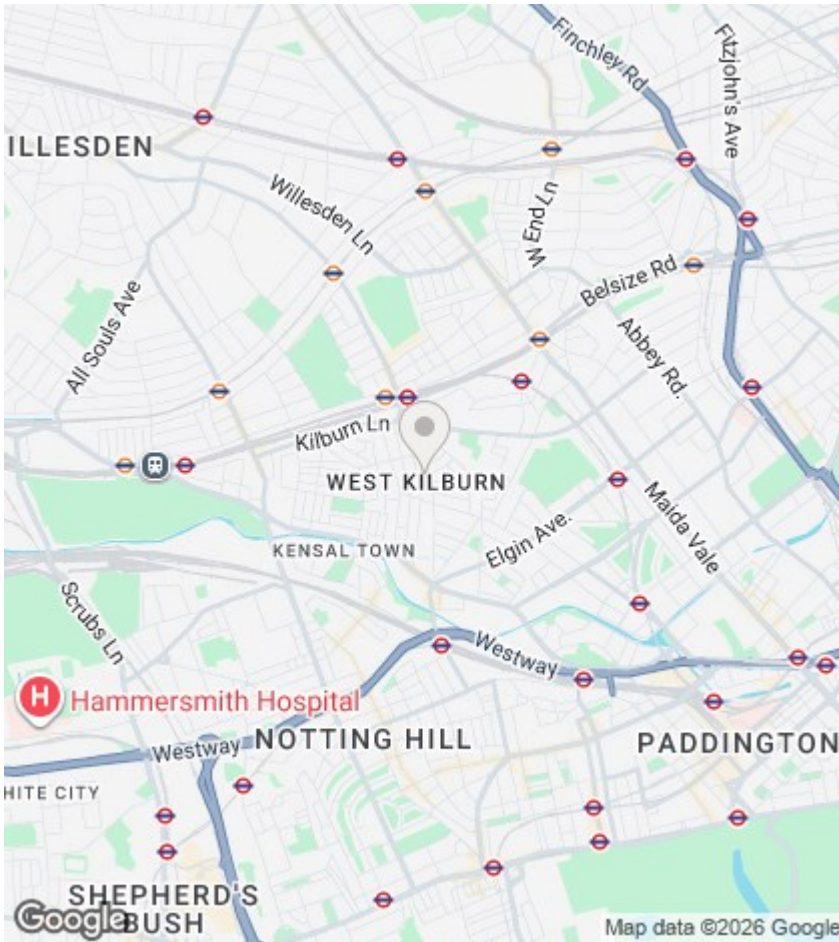 Finchley Rd
Fitzjohn's Ave
ILLESDEN
Willesden Ln
W End Ln
Belsize Rd
All Souls Ave
Abbey Rd.
Kilburn Ln
WEST KILBURN
Maida Vale
Elgin Ave.
KENSAL TOWN
Scrubs Ln
Westway
H
Hammersmith Hospital
Westway
NOTTING HILL
PADDINGTON
HITE CITY
SHEPHERD'S
BUSH
Google
Map data ©2026 Google